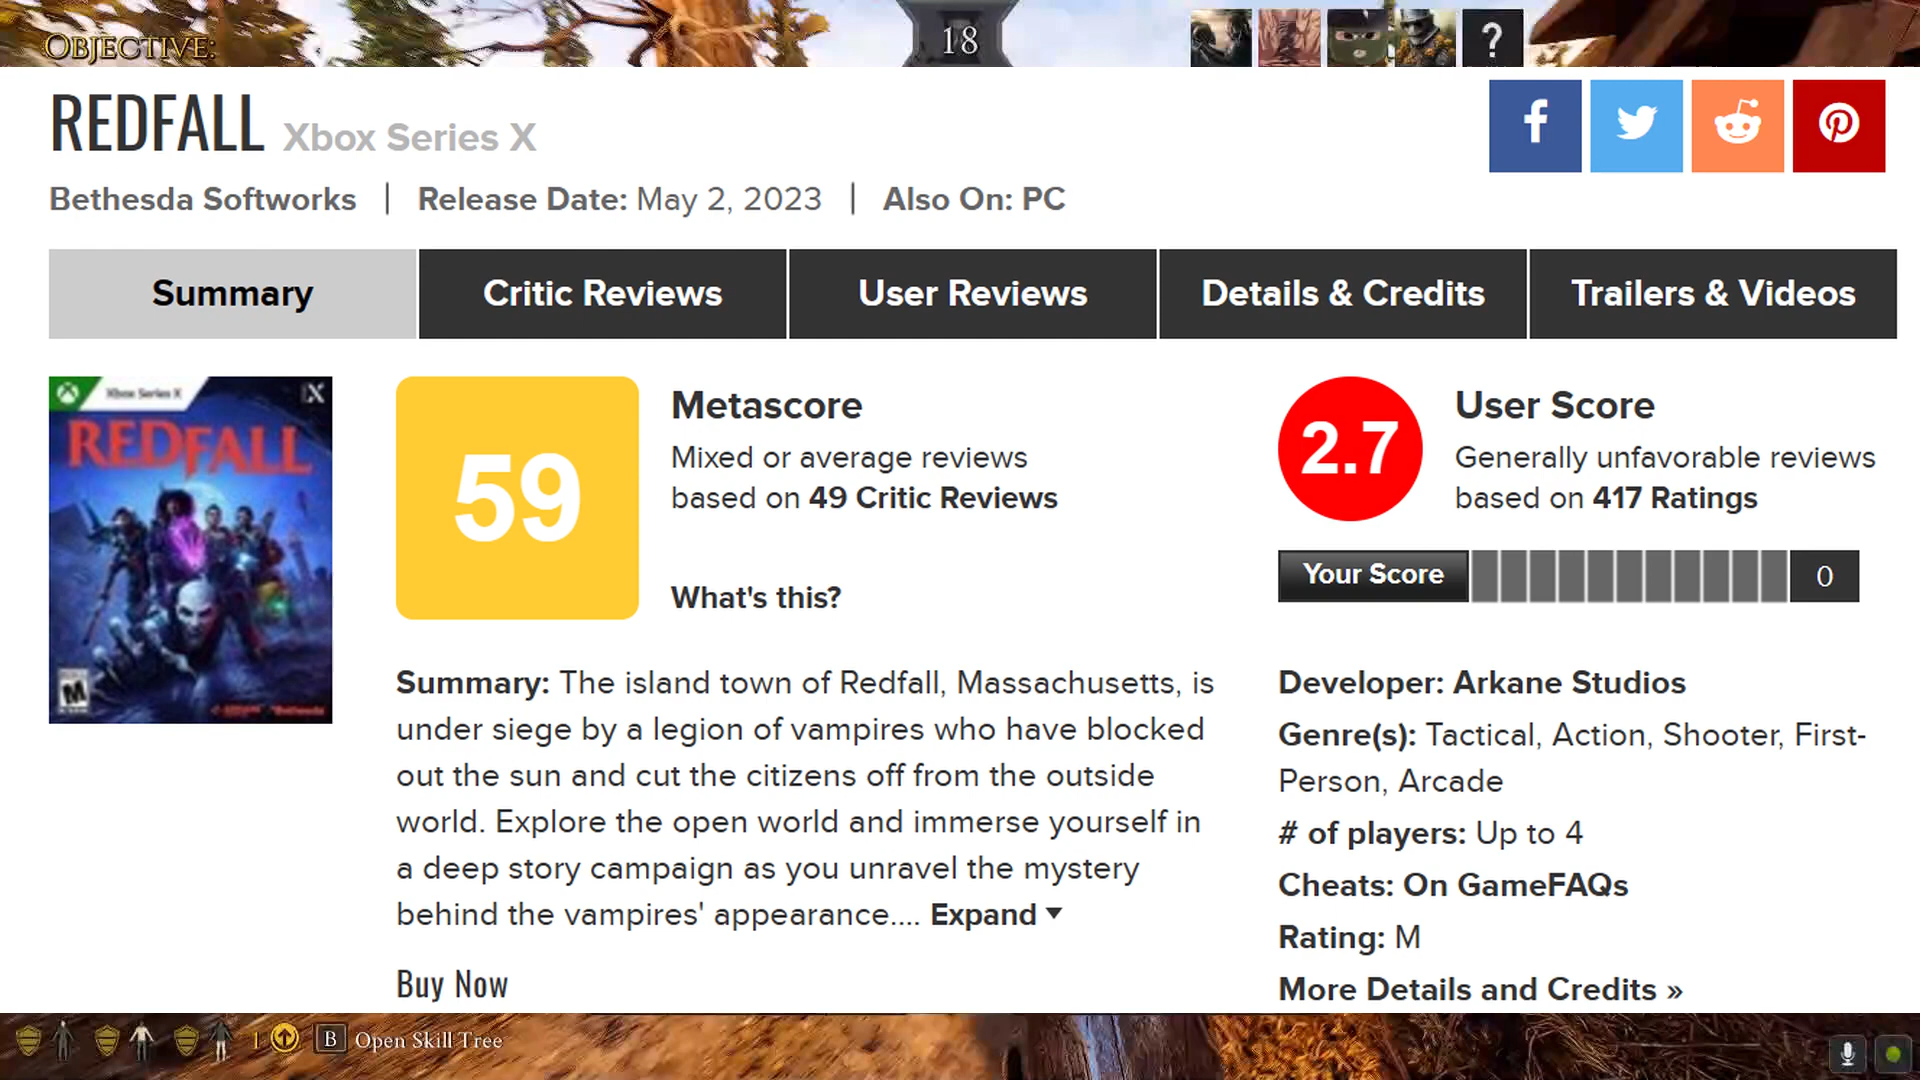 OBJECTIVE:
18
?
REDFALL Xbox Series X
Bethesda Softworks | Release Date: May 2, 2023 | Also On: PC
Summary
Critic Reviews
User Reviews
Details & Credits
Trailers & Videos
Xbox Series X
REDFALL
M
59
Metascore
Mixed or average reviews
based on 49 Critic Reviews
What's this?
2.7
User Score
Generally unfavorable reviews
based on 417 Ratings
Your Score
0
Summary: The island town of Redfall, Massachusetts, is
under siege by a legion of vampires who have blocked
out the sun and cut the citizens off from the outside
world. Explore the open world and immerse yourself in
a deep story campaign as you unravel the mystery
behind the vampires' appearance.... Expand
Buy Now
Developer: Arkane Studios
Genre(s): Tactical, Action, Shooter, First-
Person, Arcade
# of players: Up to 4
Cheats: On GameFAQs
Rating: M
More Details and Credits »
1
B Open Skill Tree